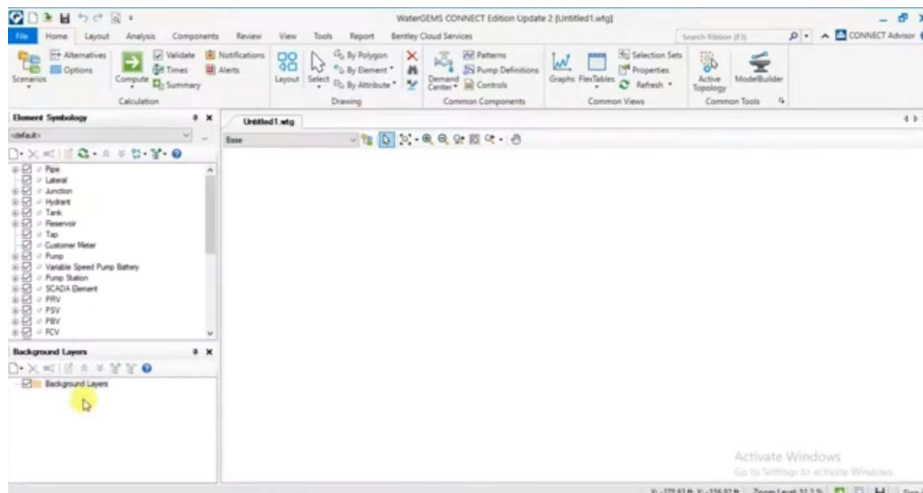 WaterGEMS CONNECT Edition Update 2 [Untitled1.wtg]
File Home Layout Analysis Components Review View Tools Report Bentley Cloud Services Search Ribbon (F3) CONNECT Advisor
Scenarios
Alternatives
Options
Compute
Validate
Times
Summary
Notifications
Alerts
Calculation
Layout
Select
By Polygon
By Element
By Attribute
Drawing
Demand Center
Patterns
Pump Definitions
Controls
Common Components
Graphs
FlexTables
Selection Sets
Properties
Refresh
Common Views
Active Topology
ModelBuilder
Common Tools
Element Symbology
<default>
Pipe
Lateral
Junction
Hydrant
Tank
Reservoir
Tap
Customer Meter
Pump
Variable Speed Pump Battery
Pump Station
SCADA Element
PRV
PSV
PBV
FCV
Background Layers
Background Layers
Untitled1.wtg
Base
Activate Windows
Go to Settings to activate Windows.
Zoom Level: 51.2 %